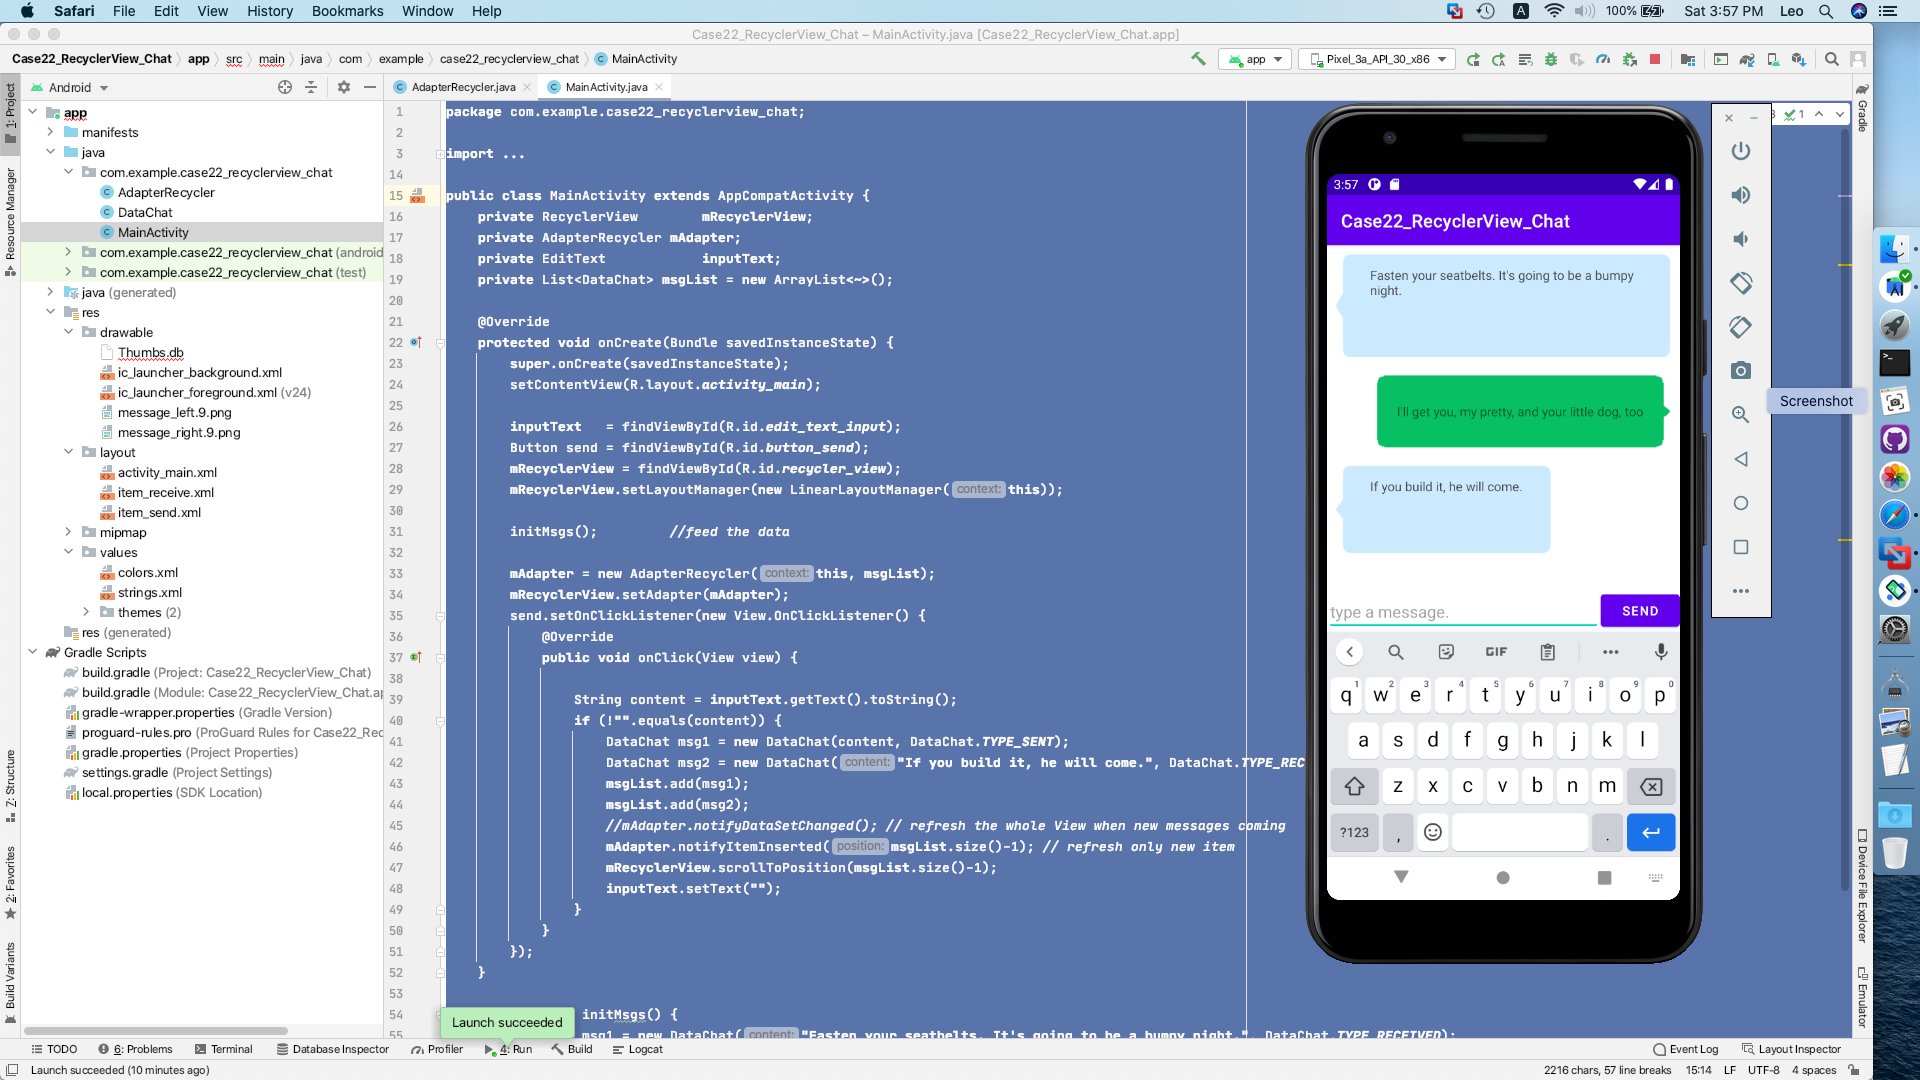 Safari File Edit View History Bookmarks Window Help
A 100% Sat 3:57 PM Leo
Case22_RecyclerView_Chat – MainActivity.java [Case22_RecyclerView_Chat.app]
Case22_RecyclerView_Chat app src main java com example case22_recyclerview_chat MainActivity
app Pixel_3a_API_30_x86
Android
AdapterRecycler.java MainActivity.java
1: Project
Resource Manager
Z: Structure
2: Favorites
Build Variants
app
manifests
java
com.example.case22_recyclerview_chat
AdapterRecycler
DataChat
MainActivity
com.example.case22_recyclerview_chat (android
com.example.case22_recyclerview_chat (test)
java (generated)
res
drawable
Thumbs.db
ic_launcher_background.xml
ic_launcher_foreground.xml (v24)
message_left.9.png
message_right.9.png
layout
activity_main.xml
item_receive.xml
item_send.xml
mipmap
values
colors.xml
strings.xml
themes (2)
res (generated)
Gradle Scripts
build.gradle (Project: Case22_RecyclerView_Chat)
build.gradle (Module: Case22_RecyclerView_Chat.ap
gradle-wrapper.properties (Gradle Version)
proguard-rules.pro (ProGuard Rules for Case22_Rec
gradle.properties (Project Properties)
settings.gradle (Project Settings)
local.properties (SDK Location)
1 package com.example.case22_recyclerview_chat;
2
3 import ...
14
15 public class MainActivity extends AppCompatActivity {
16 private RecyclerView mRecyclerView;
17 private AdapterRecycler mAdapter;
18 private EditText inputText;
19 private List<DataChat> msgList = new ArrayList<~>();
20
21 @Override
22 protected void onCreate(Bundle savedInstanceState) {
23 super.onCreate(savedInstanceState);
24 setContentView(R.layout.activity_main);
25
26 inputText = findViewById(R.id.edit_text_input);
27 Button send = findViewById(R.id.button_send);
28 mRecyclerView = findViewById(R.id.recycler_view);
29 mRecyclerView.setLayoutManager(new LinearLayoutManager( context: this));
30
31 initMsgs(); //feed the data
32
33 mAdapter = new AdapterRecycler( context: this, msgList);
34 mRecyclerView.setAdapter(mAdapter);
35 send.setOnClickListener(new View.OnClickListener() {
36 @Override
37 public void onClick(View view) {
38
39 String content = inputText.getText().toString();
40 if (!"".equals(content)) {
41 DataChat msg1 = new DataChat(content, DataChat.TYPE_SENT);
42 DataChat msg2 = new DataChat( content: "If you build it, he will come.", DataChat.TYPE_REC
43 msgList.add(msg1);
44 msgList.add(msg2);
45 //mAdapter.notifyDataSetChanged(); // refresh the whole View when new messages coming
46 mAdapter.notifyItemInserted( position: msgList.size()-1); // refresh only new item
47 mRecyclerView.scrollToPosition(msgList.size()-1);
48 inputText.setText("");
49 }
50 }
51 });
52 }
53
54 initMsgs() {
55 msg1 = new DataChat( content: "Fasten your seatbelts. It's going to be a bumpy night.", DataChat.TYPE_RECEIVED);
Launch succeeded
3:57
Case22_RecyclerView_Chat
Fasten your seatbelts. It's going to be a bumpy
night.
I'll get you, my pretty, and your little dog, too
If you build it, he will come.
type a message. SEND
GIF
q1 w2 e3 r4 t5 y6 u7 i8 o9 p0
a s d f g h j k l
z x c v b n m
?123 , .
3 1
Screenshot
Gradle
Device File Explorer
Emulator
TODO 6: Problems Terminal Database Inspector Profiler 4: Run Build Logcat Event Log Layout Inspector
Launch succeeded (10 minutes ago) 2216 chars, 57 line breaks 15:14 LF UTF-8 4 spaces